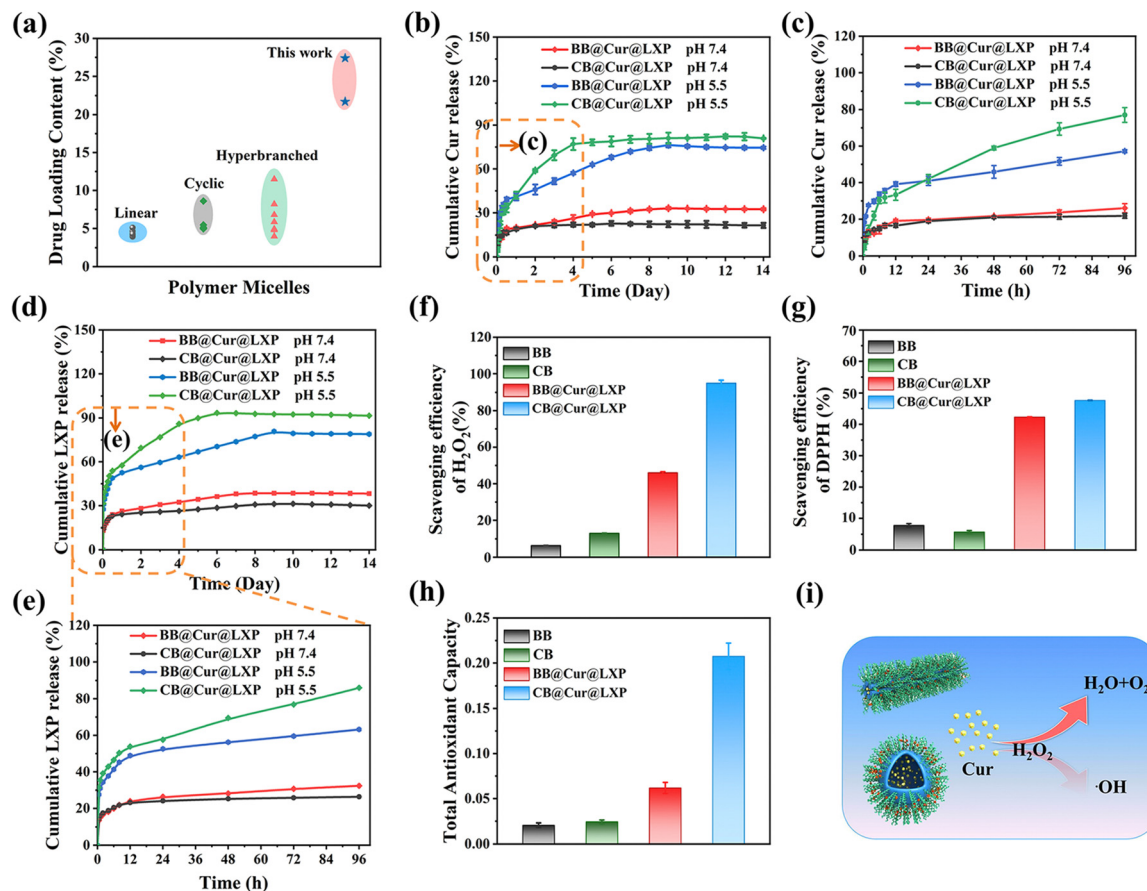 (a)
Drug Loading Content (%)
30
25
20
15
10
5
0
This work
Hyperbranched
Cyclic
Linear
Polymer Micelles
(b)
Cumulative Cur release (%)
150
120
90
60
30
0
BB@Cur@LXP pH 7.4
CB@Cur@LXP pH 7.4
BB@Cur@LXP pH 5.5
CB@Cur@LXP pH 5.5
(c)
0 2 4 6 8 10 12 14
Time (Day)
(c)
Cumulative Cur release (%)
120
100
80
60
40
20
0
BB@Cur@LXP pH 7.4
CB@Cur@LXP pH 7.4
BB@Cur@LXP pH 5.5
CB@Cur@LXP pH 5.5
0 12 24 48 72 96
Time (h)
(d)
Cumulative LXP release (%)
150
120
90
60
30
0
BB@Cur@LXP pH 7.4
CB@Cur@LXP pH 7.4
BB@Cur@LXP pH 5.5
CB@Cur@LXP pH 5.5
(e)
0 2 4 6 8 10 12 14
Time (Day)
(f)
Scavenging efficiency
of H₂O₂(%)
120
100
80
60
40
20
0
BB
CB
BB@Cur@LXP
CB@Cur@LXP
(g)
Scavenging efficiency
of DPPH (%)
70
60
50
40
30
20
10
0
BB
CB
BB@Cur@LXP
CB@Cur@LXP
(e)
Cumulative LXP release (%)
120
100
80
60
40
20
0
BB@Cur@LXP pH 7.4
CB@Cur@LXP pH 7.4
BB@Cur@LXP pH 5.5
CB@Cur@LXP pH 5.5
0 12 24 48 72 96
Time (h)
(h)
Total Antioxidant Capacity
0.25
0.20
0.15
0.10
0.05
0.00
BB
CB
BB@Cur@LXP
CB@Cur@LXP
(i)
H₂O+O₂
H₂O₂
Cur
·OH